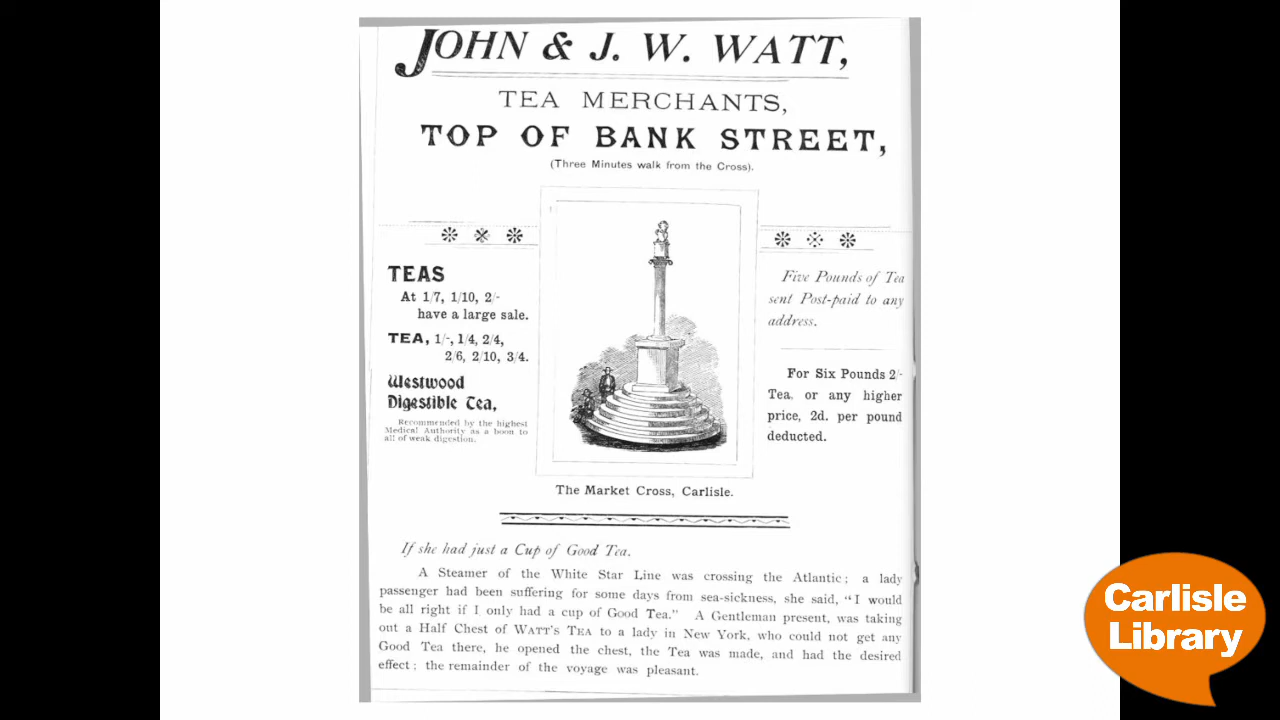 JOHN & J. W. WATT,
TEA MERCHANTS,
TOP OF BANK STREET,
(Three Minutes walk from the Cross).
TEAS
At 1/7, 1/10, 2/-
have a large sale.
TEA, 1/-, 1/4, 2/4,
2/6, 2/10, 3/4.
Westwood
Digestible Tea,
Recommended by the highest
Medical Authority as a boon to
all of weak digestion.
Five Pounds of Tea
sent Post-paid to any
address.
For Six Pounds 2/-
Tea, or any higher
price, 2d. per pound
deducted.
The Market Cross, Carlisle.
If she had just a Cup of Good Tea.
A Steamer of the White Star Line was crossing the Atlantic; a lady
passenger had been suffering for some days from sea-sickness, she said, "I would
be all right if I only had a cup of Good Tea." A Gentleman present, was taking
out a Half Chest of WATT'S TEA to a lady in New York, who could not get any
Good Tea there, he opened the chest, the Tea was made, and had the desired
effect; the remainder of the voyage was pleasant.
Carlisle
Library